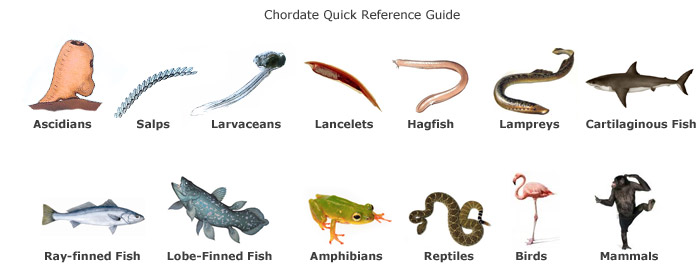 Chordate Quick Reference Guide
Ascidians Salps Larvaceans Lancelets Hagfish Lampreys Cartilaginous Fish
Ray-finned Fish Lobe-Finned Fish Amphibians Reptiles Birds Mammals